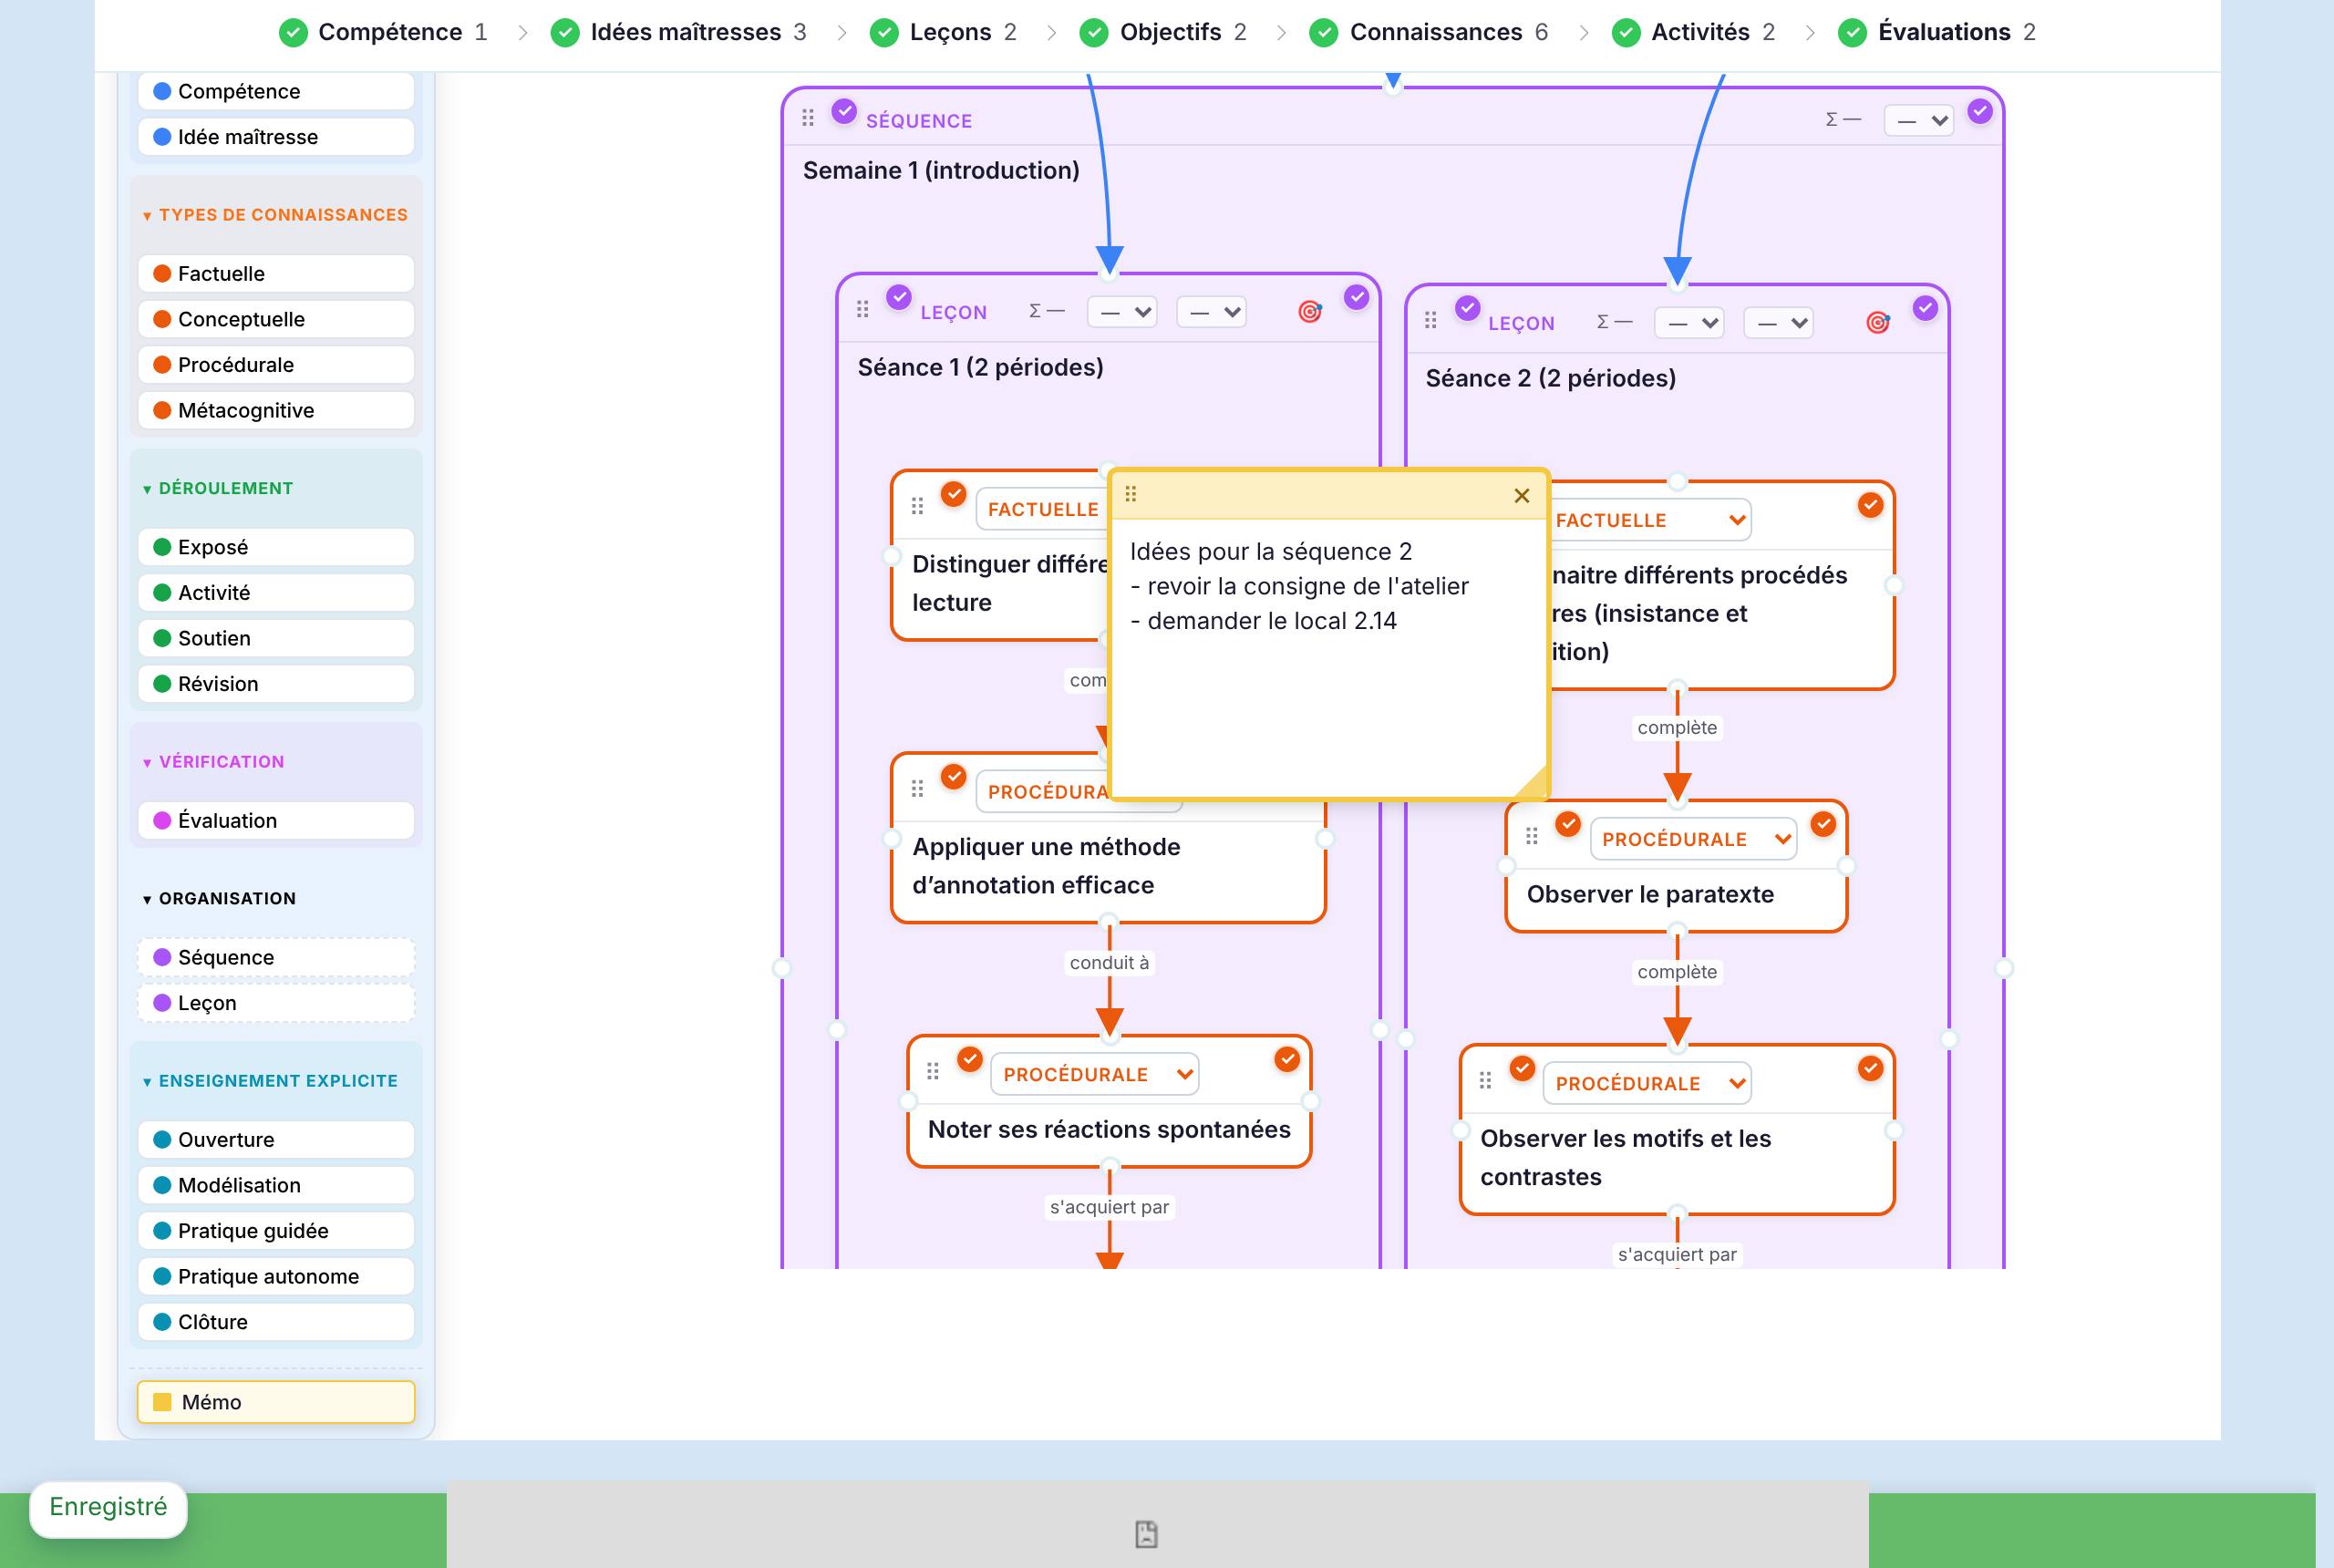 Compétence 1
Idées maîtresses 3
Leçons 2
Objectifs 2
Connaissances 6
Activités 2
Évaluations 2
Compétence
Idée maîtresse
TYPES DE CONNAISSANCES
Factuelle
Conceptuelle
Procédurale
Métacognitive
DÉROULEMENT
Exposé
Activité
Soutien
Révision
VÉRIFICATION
Évaluation
ORGANISATION
Séquence
Leçon
ENSEIGNEMENT EXPLICITE
Ouverture
Modélisation
Pratique guidée
Pratique autonome
Clôture
Mémo
Enregistré
SÉQUENCE
Σ —
—
Semaine 1 (introduction)
LEÇON
Σ —
—
—
Séance 1 (2 périodes)
FACTUELLE
Distinguer différe
lecture
com
PROCÉDURA
Appliquer une méthode
d’annotation efficace
conduit à
PROCÉDURALE
Noter ses réactions spontanées
s'acquiert par
Idées pour la séquence 2
- revoir la consigne de l'atelier
- demander le local 2.14
LEÇON
Σ —
—
—
Séance 2 (2 périodes)
FACTUELLE
naitre différents procédés
res (insistance et
ition)
complète
PROCÉDURALE
Observer le paratexte
complète
PROCÉDURALE
Observer les motifs et les
contrastes
s'acquiert par